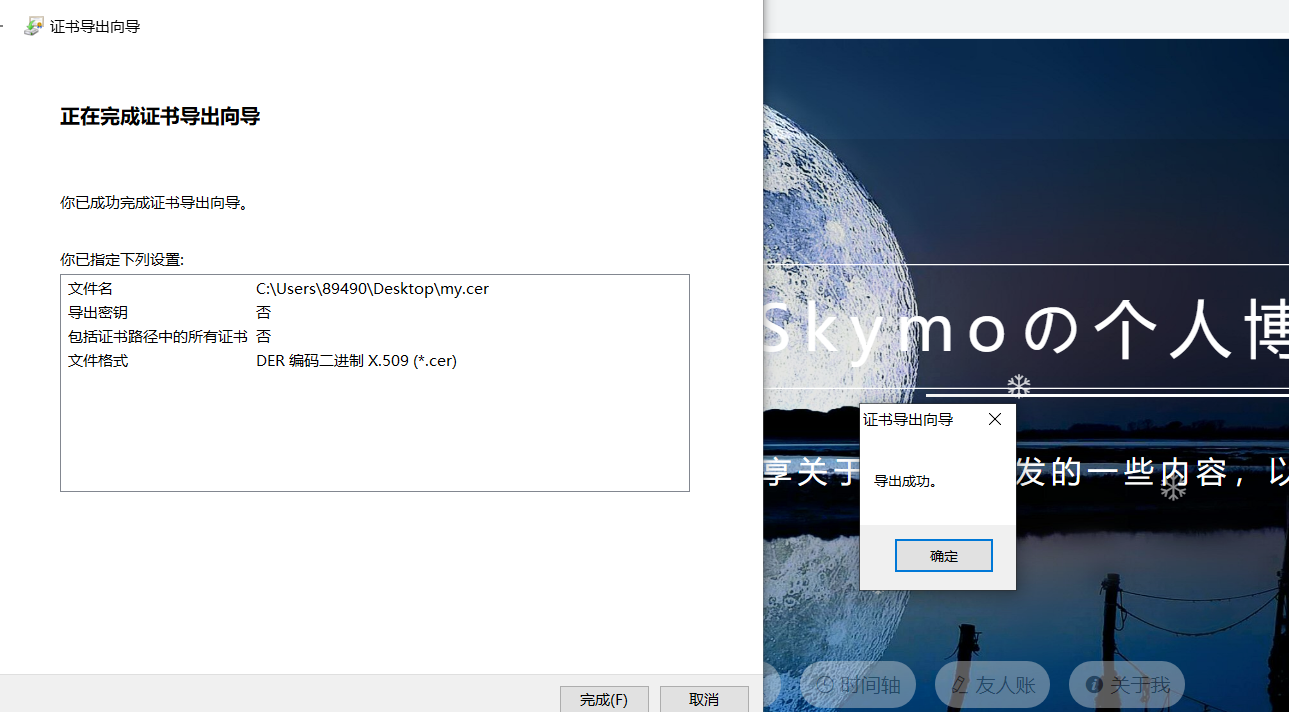 证书导出向导
正在完成证书导出向导
你已成功完成证书导出向导。
你已指定下列设置:
文件名 C:\Users\89490\Desktop\my.cer
导出密钥 否
包括证书路径中的所有证书 否
文件格式 DER 编码二进制 X.509 (*.cer)
完成(F) 取消
Skymoの个人博
享关于
发的一些内容，以
证书导出向导
导出成功。
确定
时间轴 友人账 关于我